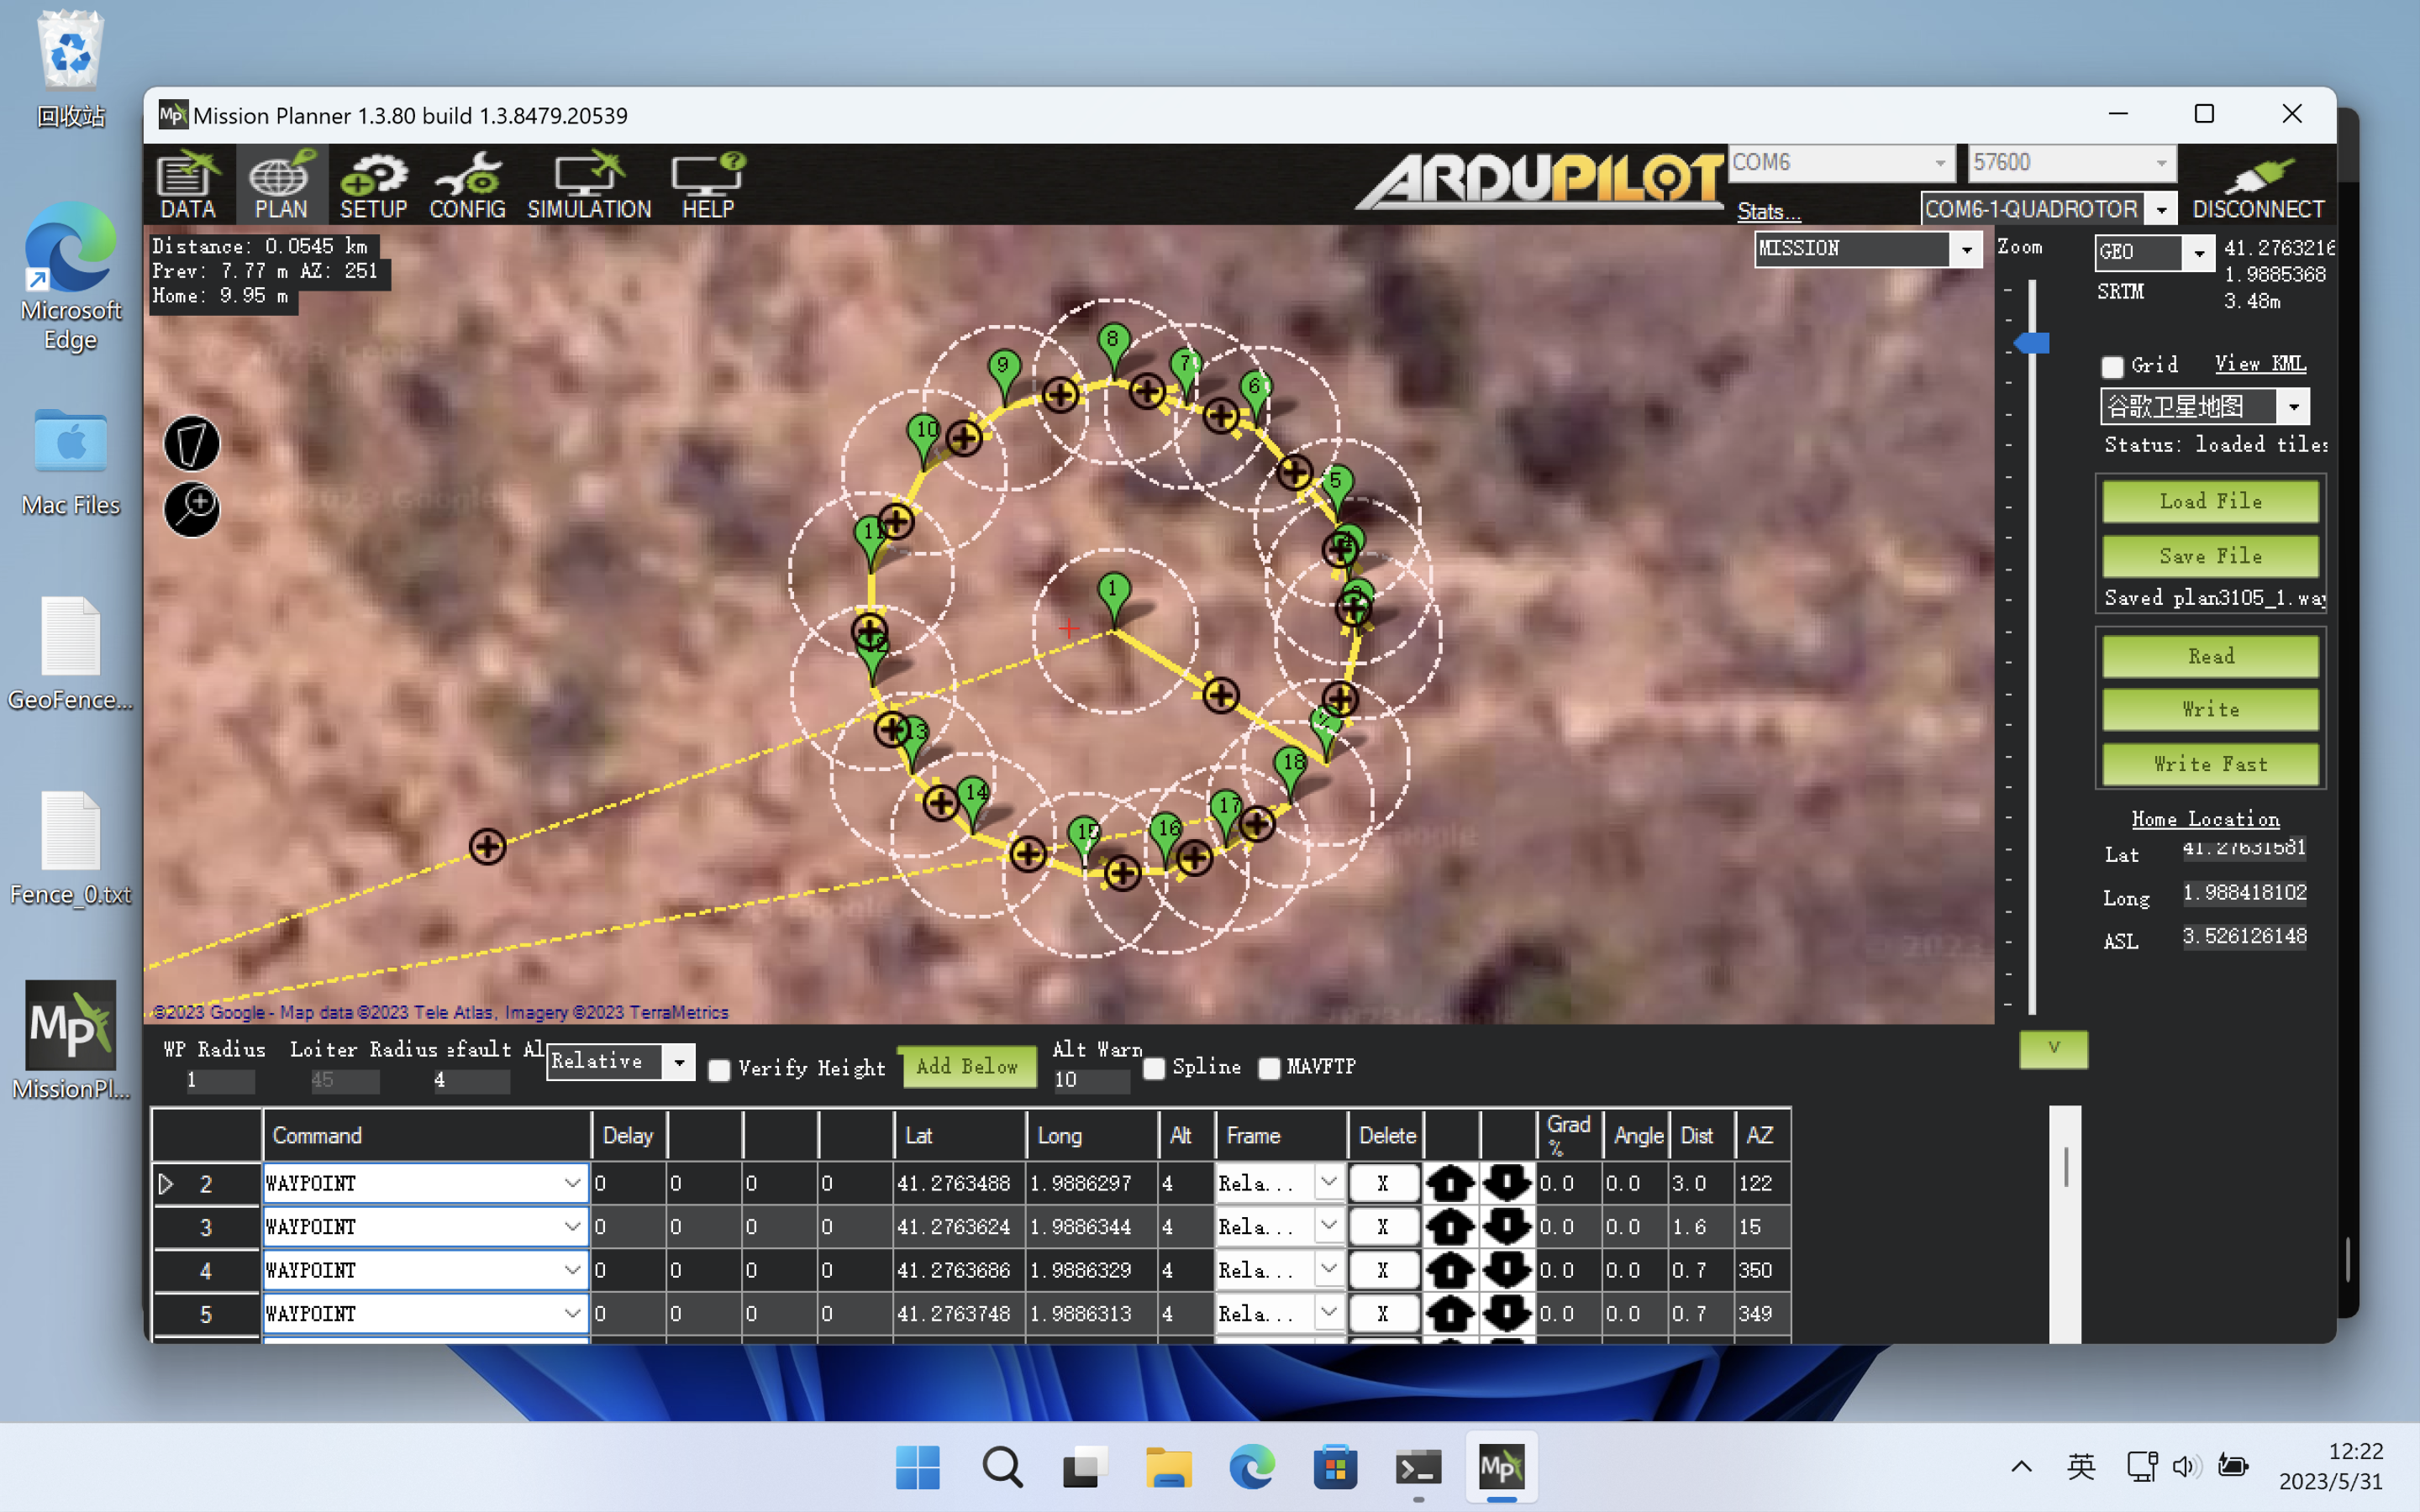 回收站
Microsoft
Edge
Mac Files
GeoFence...
Fence_0.txt
MissionPl...
Mission Planner 1.3.80 build 1.3.8479.20539
DATA PLAN SETUP CONFIG SIMULATION HELP
ARDUPILOT
COM6 57600
Stats... COM6-1-QUADROTOR DISCONNECT
Distance: 0.0545 km
Prev: 7.77 m AZ: 251
Home: 9.95 m
MISSION
Zoom
GEO 41.2763216
1.9885368
SRTM 3.48m
Grid View KML
谷歌卫星地图
Status: loaded tiles
Load File
Save File
Saved plan3105_1.way
Read
Write
Write Fast
Home Location
Lat 41.27631581
Long 1.988418102
ASL 3.526126148
8
9 7
6
10
5
11
1
13 18
14 17
15 16
©2023 Google - Map data ©2023 Tele Atlas, Imagery ©2023 TerraMetrics
WP Radius Loiter Radius efault Al Relative Verify Height Add Below Alt Warn Spline MAVFTP
1 45 4 10
V
Command Delay Lat Long Alt Frame Delete Grad % Angle Dist AZ
2 WAYPOINT 0 0 0 0 41.2763488 1.9886297 4 Rela... X 0.0 0.0 3.0 122
3 WAYPOINT 0 0 0 0 41.2763624 1.9886344 4 Rela... X 0.0 0.0 1.6 15
4 WAYPOINT 0 0 0 0 41.2763686 1.9886329 4 Rela... X 0.0 0.0 0.7 350
5 WAYPOINT 0 0 0 0 41.2763748 1.9886313 4 Rela... X 0.0 0.0 0.7 349
英
12:22
2023/5/31